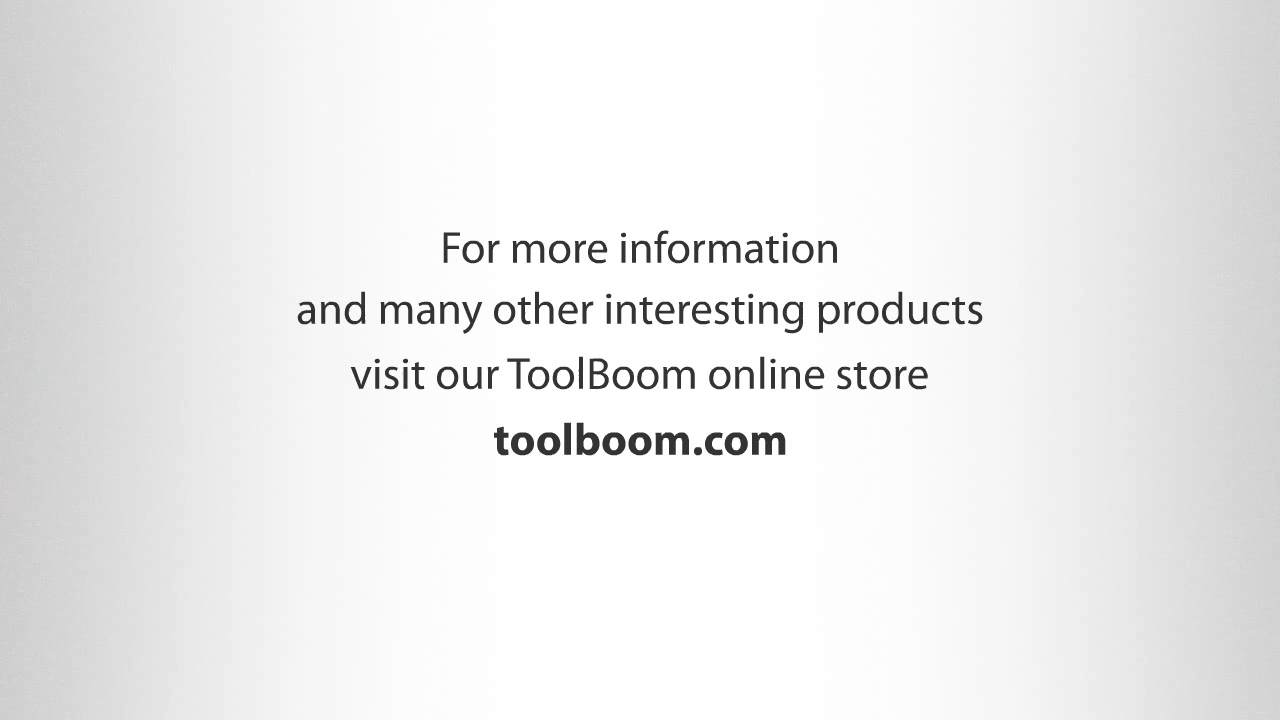 For more information
and many other interesting products
visit our ToolBoom online store
toolboom.com